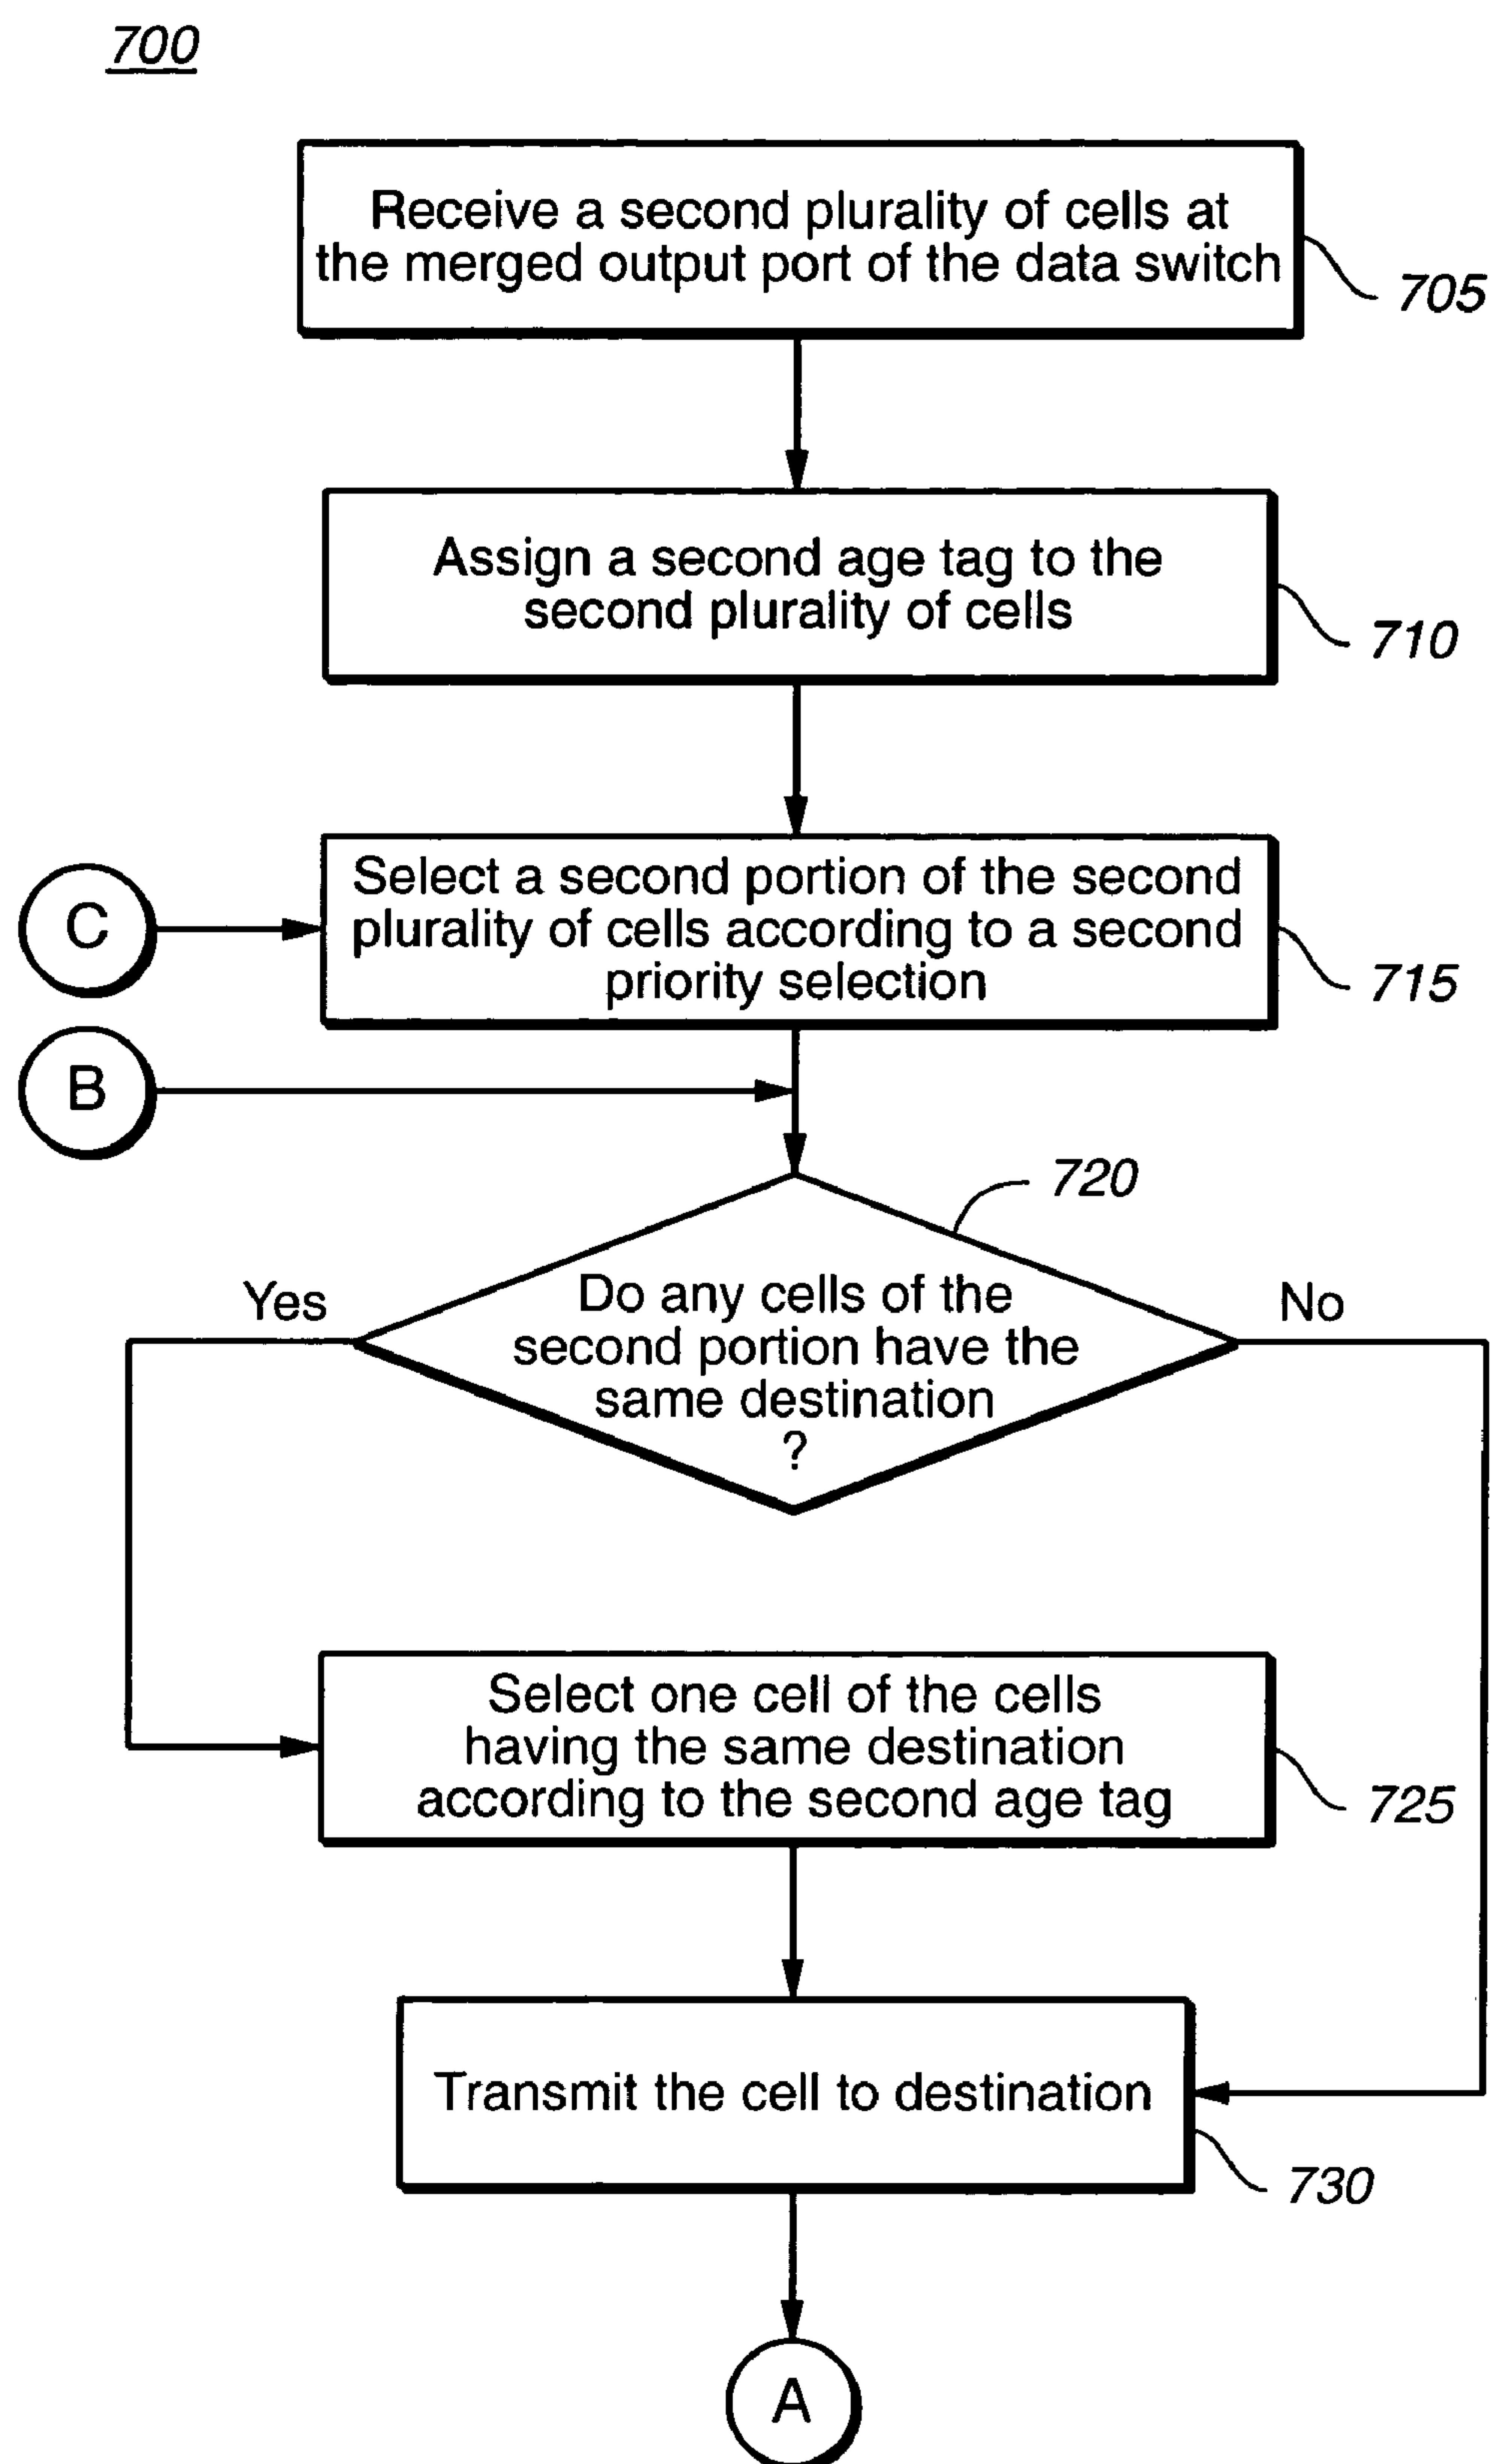 700
Receive a second plurality of cells at
the merged output port of the data switch
705
Assign a second age tag to the
second plurality of cells
710
C
Select a second portion of the second
plurality of cells according to a second
priority selection
715
B
720
Yes
Do any cells of the
second portion have the
same destination
?
No
Select one cell of the cells
having the same destination
according to the second age tag
725
Transmit the cell to destination
730
A